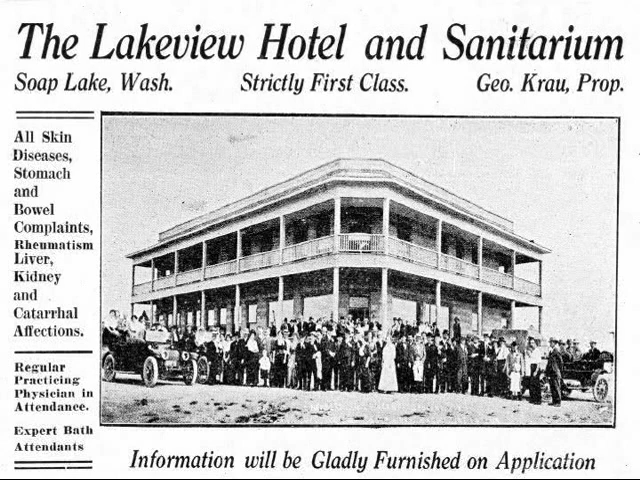 The Lakeview Hotel and Sanitarium
Soap Lake, Wash. Strictly First Class. Geo. Krau, Prop.
All Skin
Diseases,
Stomach
and
Bowel
Complaints,
Rheumatism
Liver,
Kidney
and
Catarrhal
Affections.
Regular
Practicing
Physician in
Attendance.
Expert Bath
Attendants
Information will be Gladly Furnished on Application